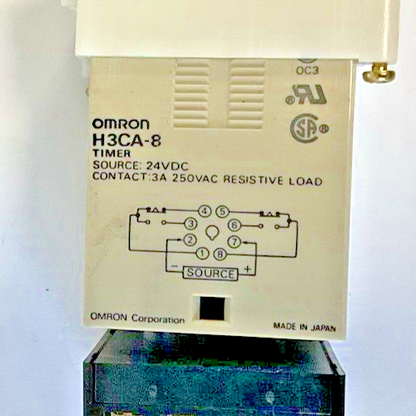 OC3
OMRON
H3CA-8
TIMER
SOURCE: 24VDC
CONTACT:3A 250VAC RESISTIVE LOAD
4 5
3 6
2 7
1 8
− SOURCE +
OMRON Corporation
MADE IN JAPAN